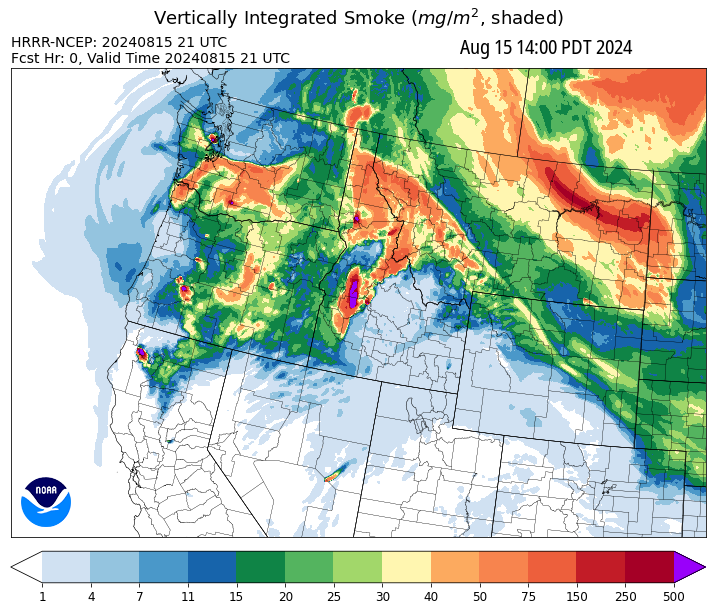 Vertically Integrated Smoke (mg/m², shaded)
HRRR-NCEP: 20240815 21 UTC
Fcst Hr: 0, Valid Time 20240815 21 UTC
Aug 15 14:00 PDT 2024
NOAA
1 4 7 11 15 20 25 30 40 50 75 150 250 500